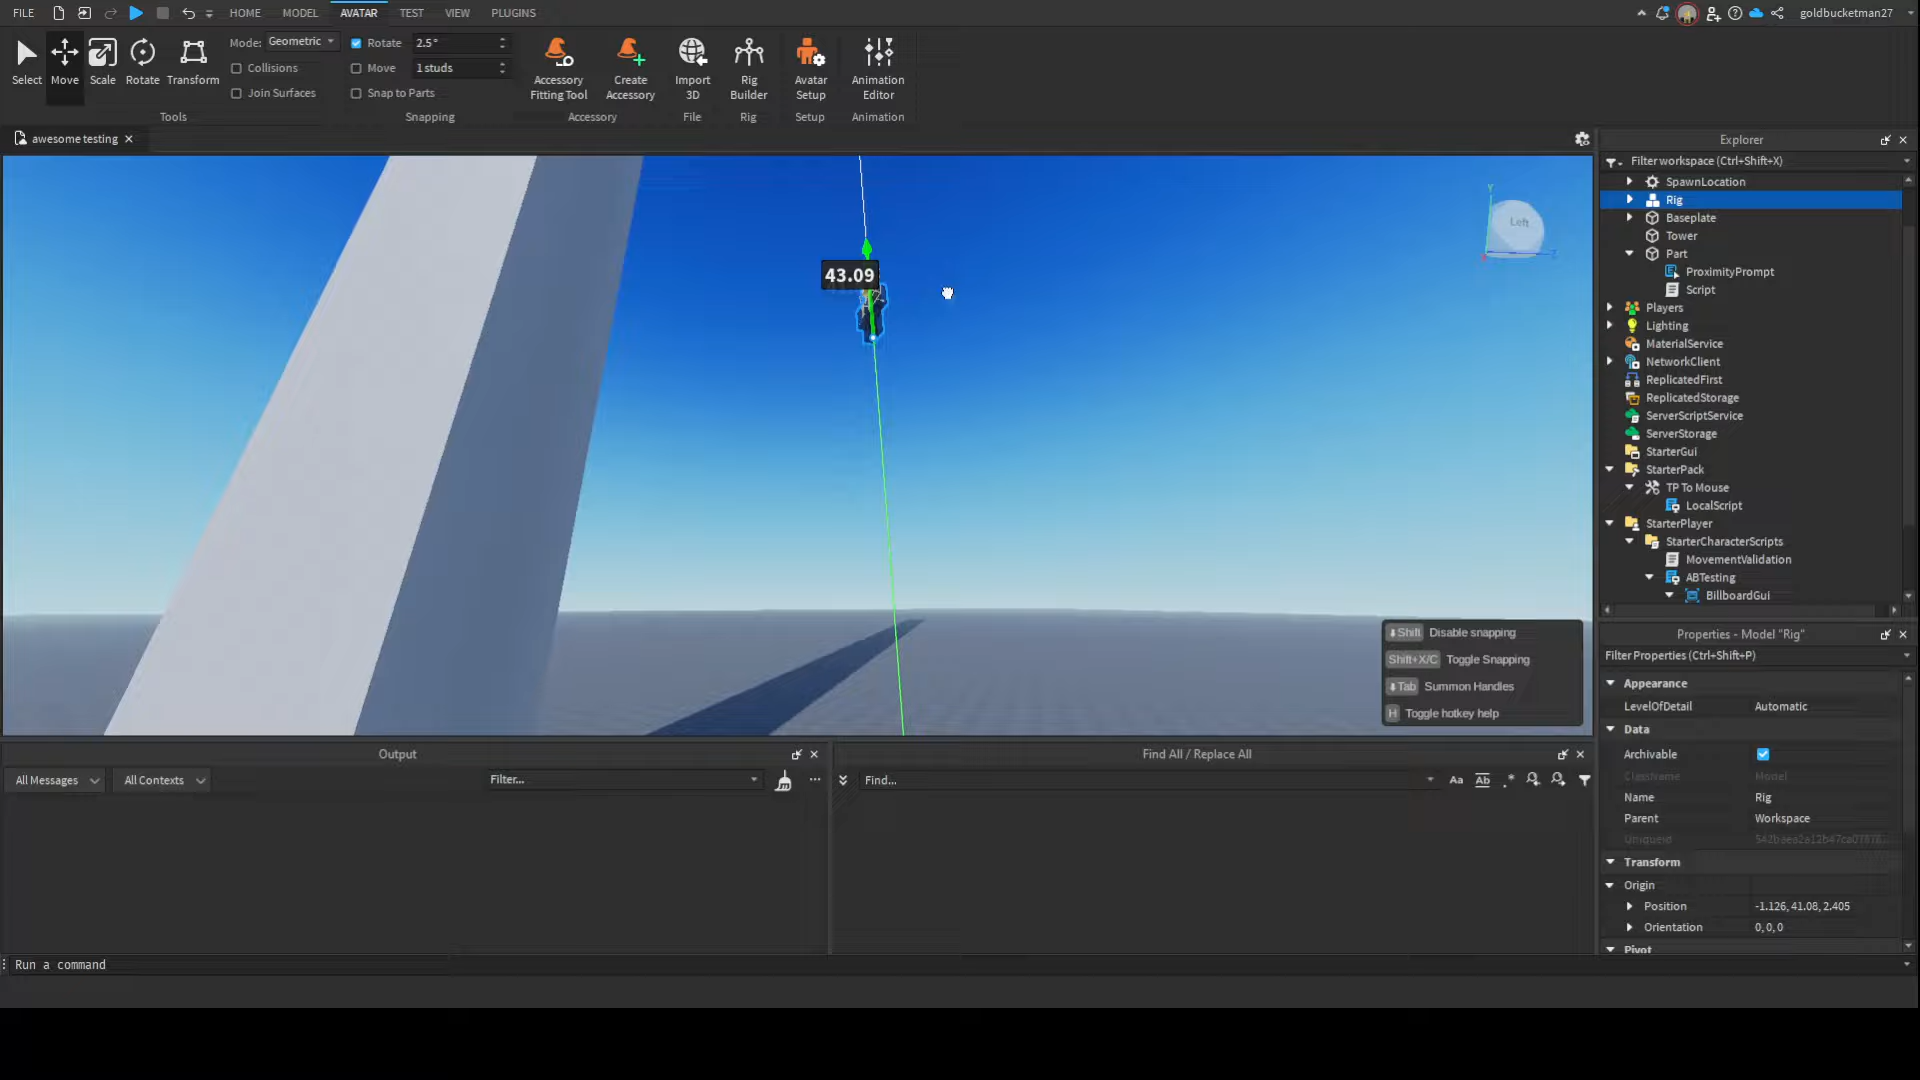 FILE HOME MODEL AVATAR TEST VIEW PLUGINS goldbucketman27
Select Move Scale Rotate Transform
Mode: Geometric
Collisions
Join Surfaces
Tools
Rotate 2.5°
Move 1 studs
Snap to Parts
Snapping
Accessory
Fitting Tool
Create
Accessory
Accessory
Import
3D
File
Rig
Builder
Rig
Avatar
Setup
Setup
Animation
Editor
Animation
awesome testing
43.09
Left
Y
Shift Disable snapping
Shift+X/C Toggle Snapping
Tab Summon Handles
H Toggle hotkey help
Explorer
Filter workspace (Ctrl+Shift+X)
SpawnLocation
Rig
Baseplate
Tower
Part
ProximityPrompt
Script
Players
Lighting
MaterialService
NetworkClient
ReplicatedFirst
ReplicatedStorage
ServerScriptService
ServerStorage
StarterGui
StarterPack
TP To Mouse
LocalScript
StarterPlayer
StarterCharacterScripts
MovementValidation
ABTesting
BillboardGui
Properties - Model "Rig"
Filter Properties (Ctrl+Shift+P)
Appearance
LevelOfDetail Automatic
Data
Archivable
ClassName Model
Name Rig
Parent Workspace
UniqueId
Transform
Origin
Position -1.126, 41.08, 2.405
Orientation 0, 0, 0
Pivot
Output
All Messages All Contexts Filter...
Find All / Replace All
Find... Aa Ab .*
Run a command